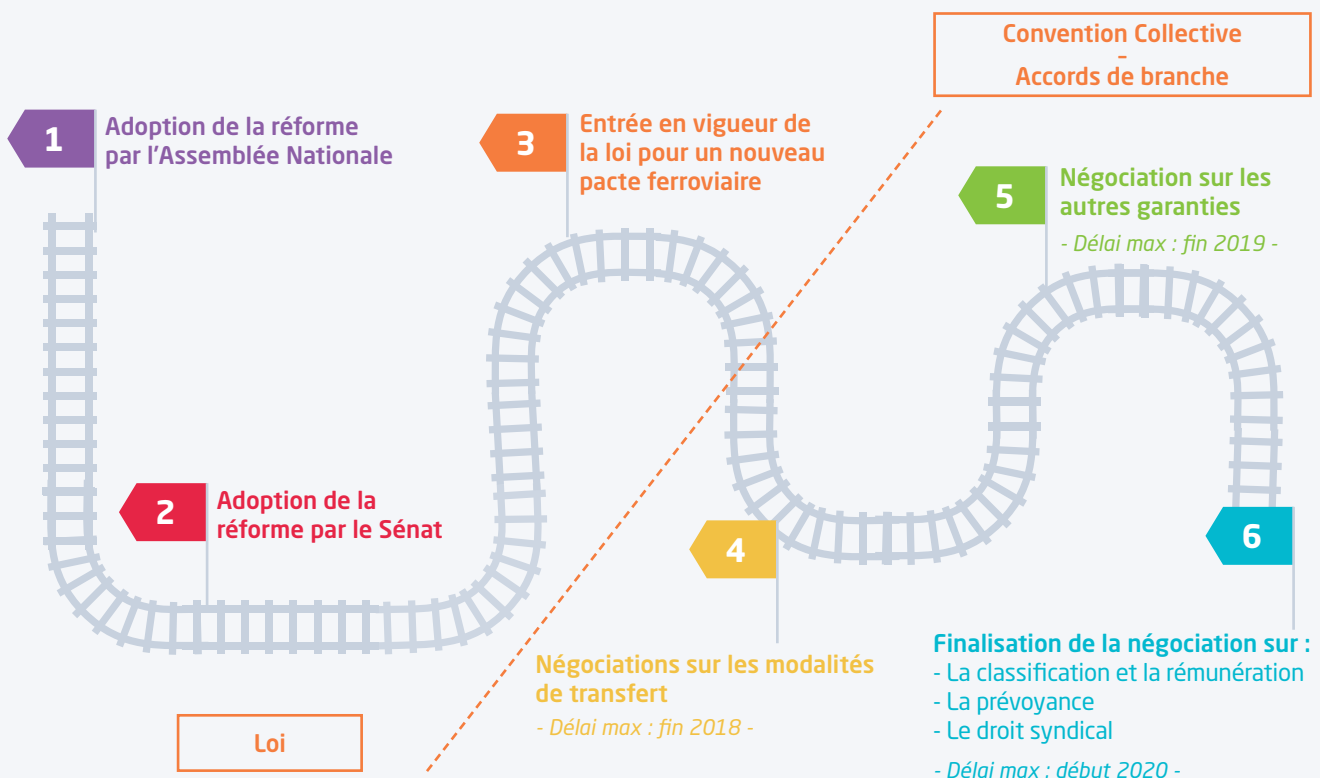 Convention Collective
–
Accords de branche
1
Adoption de la réforme
par l'Assemblée Nationale
2
Adoption de la
réforme par le Sénat
3
Entrée en vigueur de
la loi pour un nouveau
pacte ferroviaire
Loi
4
Négociations sur les modalités
de transfert
- Délai max : fin 2018 -
5
Négociation sur les
autres garanties
- Délai max : fin 2019 -
6
Finalisation de la négociation sur :
- La classification et la rémunération
- La prévoyance
- Le droit syndical
- Délai max : début 2020 -